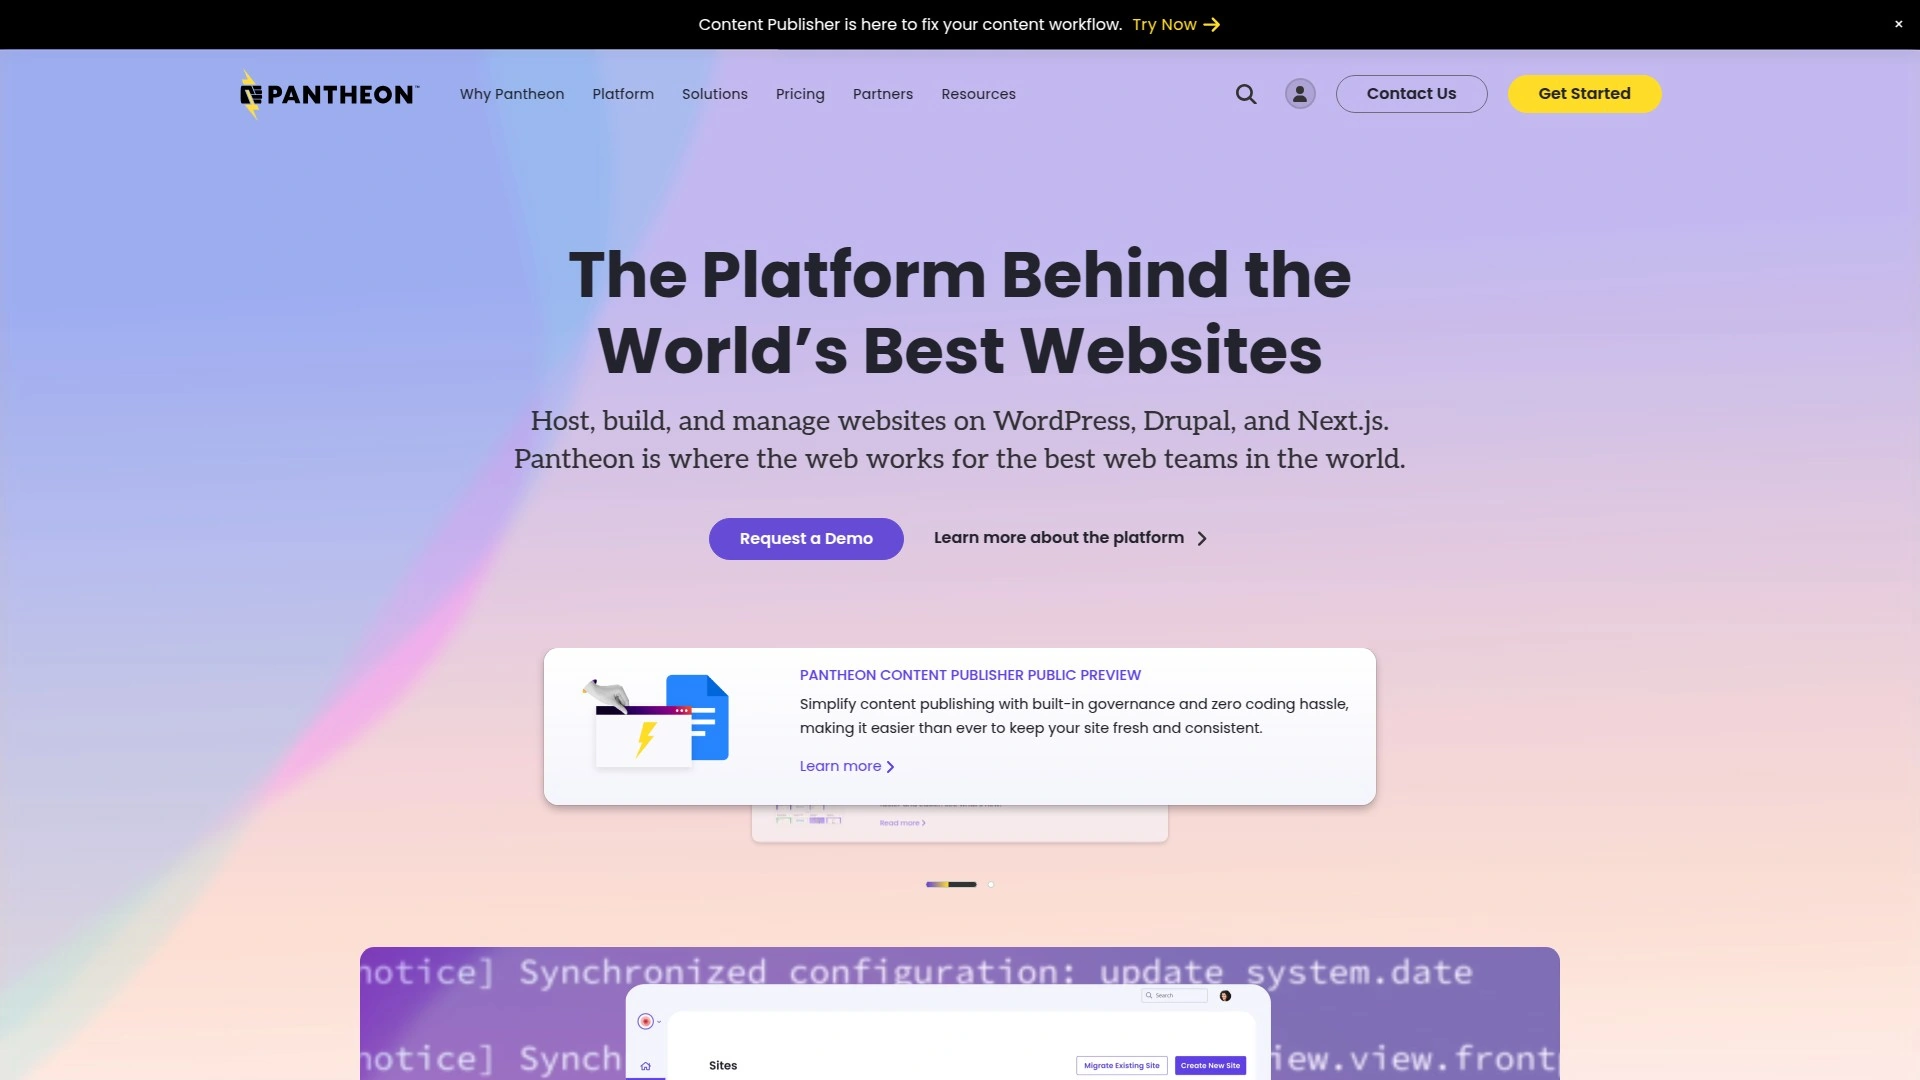 Content Publisher is here to fix your content workflow. Try Now
×
PANTHEON
Why Pantheon
Platform
Solutions
Pricing
Partners
Resources
Contact Us
Get Started
The Platform Behind the
World’s Best Websites
Host, build, and manage websites on WordPress, Drupal, and Next.js.
Pantheon is where the web works for the best web teams in the world.
Request a Demo
Learn more about the platform
PANTHEON CONTENT PUBLISHER PUBLIC PREVIEW
Simplify content publishing with built-in governance and zero coding hassle,
making it easier than ever to keep your site fresh and consistent.
Learn more
Read more
notice] Synchronized configuration: update system.date
Search
notice] Synch
iew.view.front
Sites
Migrate Existing Site
Create New Site